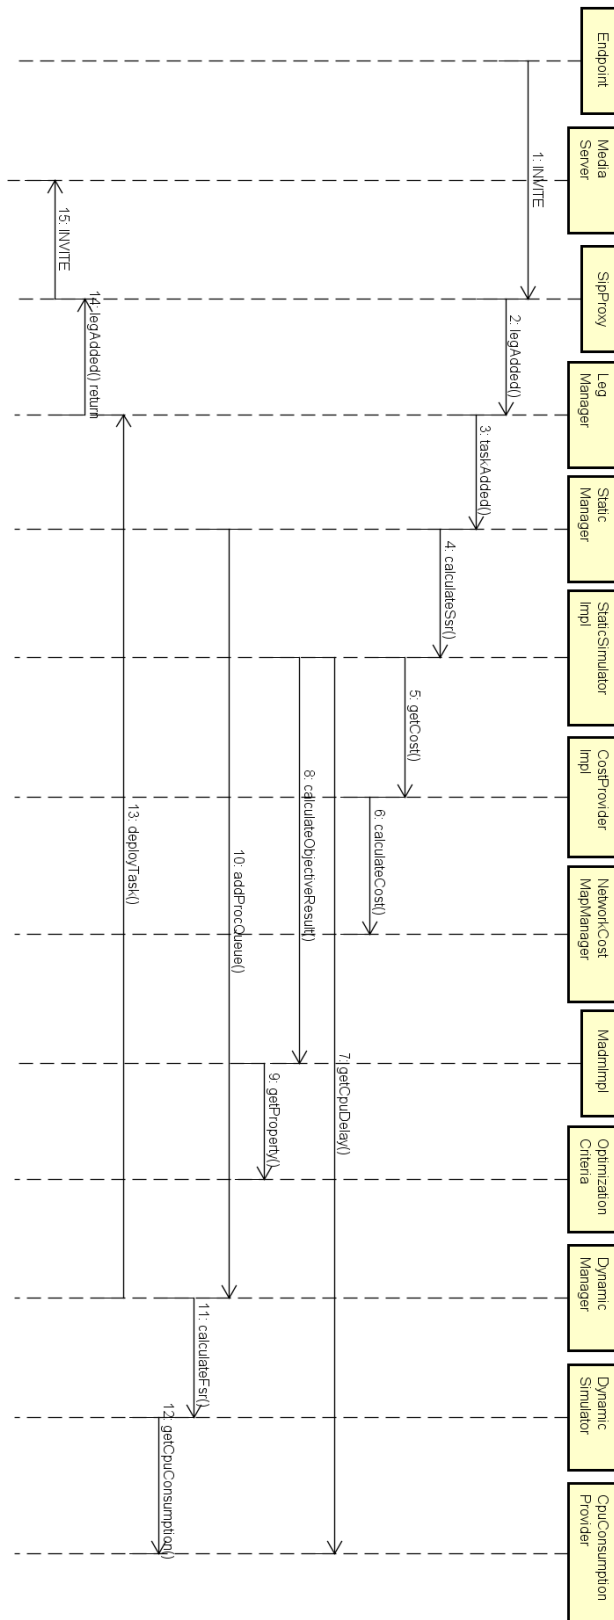 Endpoint
Media
Server
SipProxy
Leg
Manager
Static
Manager
StaticSimulator
Impl
CostProvider
Impl
NetworkCost
MapManager
MadmImpl
Optimization
Criteria
Dynamic
Manager
Dynamic
Simulator
CpuConsumption
Provider
1: INVITE
2: legAdded()
3: taskAdded()
4: calculateSsr()
5: getCost()
6: calculateCost()
7: getCpuDelay()
8: calculateObjectiveResult()
9: getProperty()
10: addProcQueue()
11: calculateFsr()
12: getCpuConsumption()
13: deployTask()
14: legAdded() return
15: INVITE